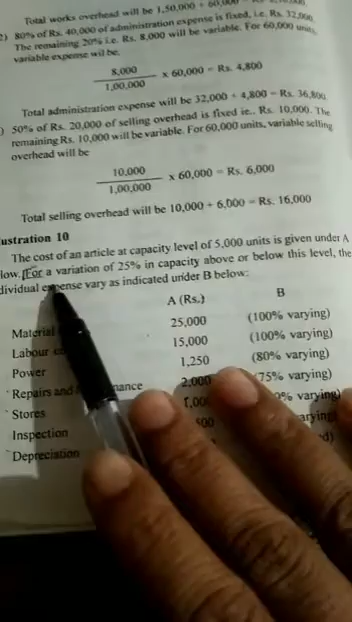 Total works overhead will be 1,50,000 + 60,000
80% of Rs. 40,000 of administration expense is fixed, i.e. Rs. 32,000.
The remaining 20% i.e. Rs. 8,000 will be variable. For 60,000 units,
variable expense wil be.
8,000
1,00,000
x 60,000 = Rs. 4,800
Total administration expense will be 32,000 + 4,800 = Rs. 36,800.
) 50% of Rs. 20,000 of selling overhead is fixed ie.. Rs. 10,000. The
remaining Rs. 10,000 will be variable. For 60,000 units, variable selling
overhead will be
10,000
1,00,000
x 60,000 = Rs. 6,000
Total selling overhead will be 10,000 + 6,000 = Rs. 16,000
ustration 10
The cost of an article at capacity level of 5,000 units is given under A
low. For a variation of 25% in capacity above or below this level, the
dividual expense vary as indicated under B below:
A (Rs.) B
Material 25,000 (100% varying)
Labour 15,000 (100% varying)
Power 1,250 (80% varying)
Repairs and nance 2,000 (75% varying)
Stores % varying)
Inspection 500 arying)
Depreciation d)